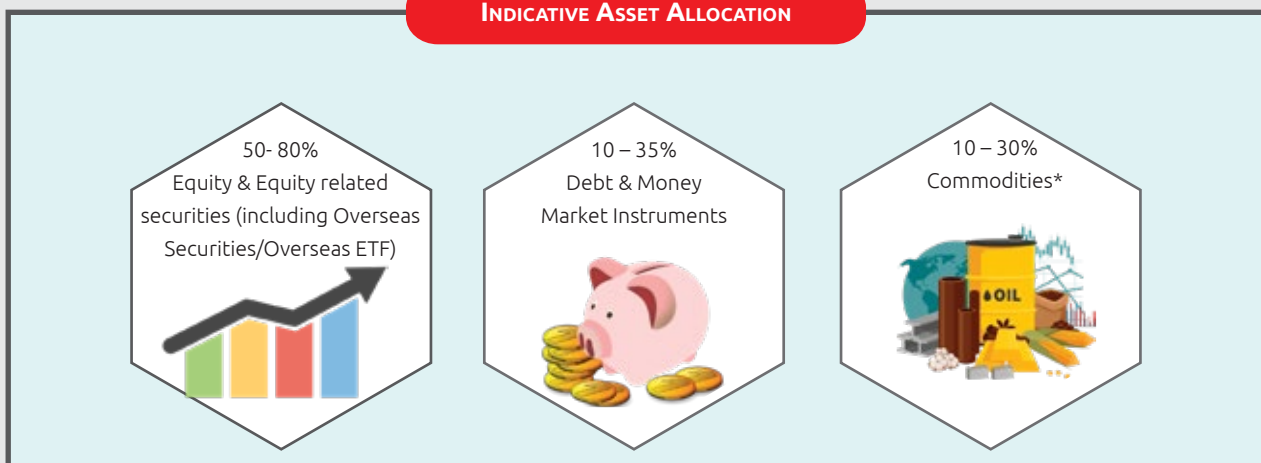 INDICATIVE ASSET ALLOCATION
50- 80%
Equity & Equity related
securities (including Overseas
Securities/Overseas ETF)
10 – 35%
Debt & Money
Market Instruments
10 – 30%
Commodities*
OIL